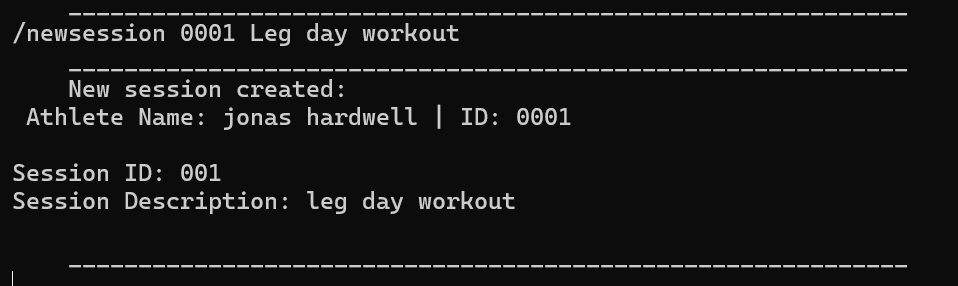 ____________________________________________________________
/newsession 0001 Leg day workout
____________________________________________________________
New session created:
Athlete Name: jonas hardwell | ID: 0001
Session ID: 001
Session Description: leg day workout
____________________________________________________________